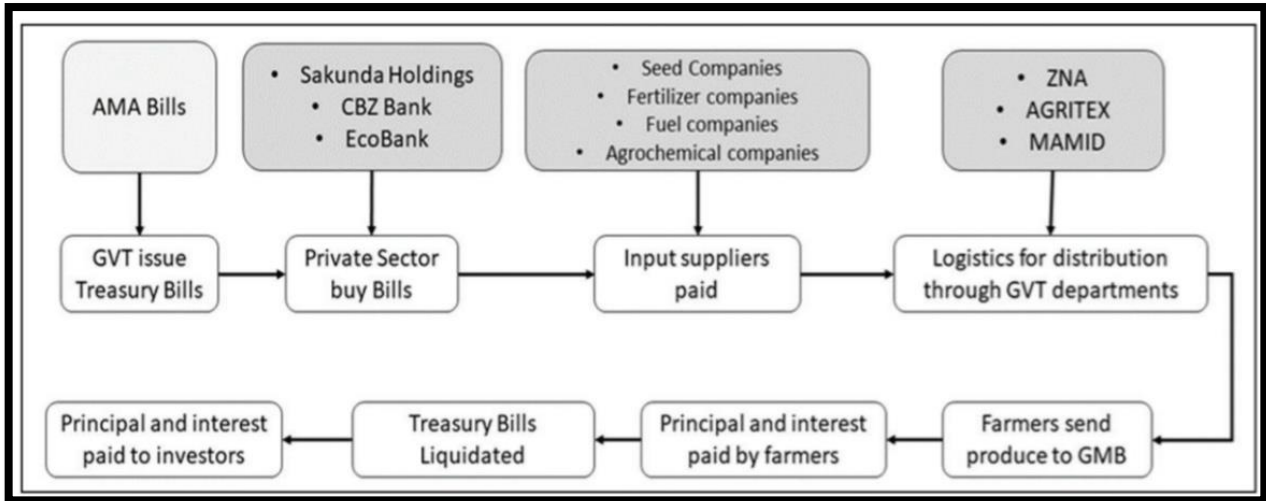 AMA Bills
• Sakunda Holdings
• CBZ Bank
• EcoBank
• Seed Companies
• Fertilizer companies
• Fuel companies
• Agrochemical companies
• ZNA
• AGRITEX
• MAMID
GVT issue
Treasury Bills
Private Sector
buy Bills
Input suppliers
paid
Logistics for distribution
through GVT departments
Principal and interest
paid to investors
Treasury Bills
Liquidated
Principal and interest
paid by farmers
Farmers send
produce to GMB